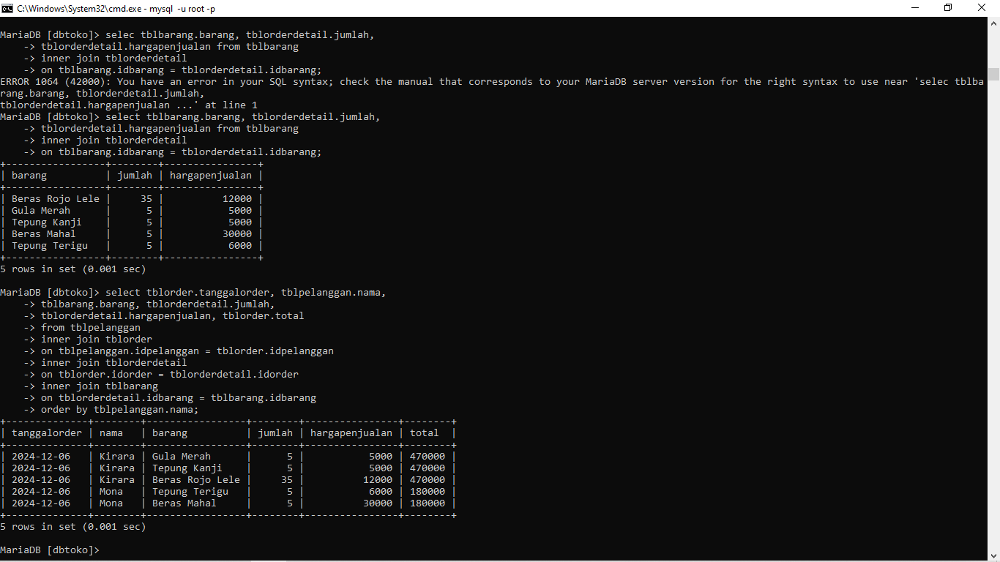 C:\Windows\System32\cmd.exe - mysql  -u root -p
MariaDB [dbtoko]> selec tblbarang.barang, tblorderdetail.jumlah,
    -> tblorderdetail.hargapenjualan from tblbarang
    -> inner join tblorderdetail
    -> on tblbarang.idbarang = tblorderdetail.idbarang;
ERROR 1064 (42000): You have an error in your SQL syntax; check the manual that corresponds to your MariaDB server version for the right syntax to use near 'selec tblba
rang.barang, tblorderdetail.jumlah,
tblorderdetail.hargapenjualan ...' at line 1
MariaDB [dbtoko]> select tblbarang.barang, tblorderdetail.jumlah,
    -> tblorderdetail.hargapenjualan from tblbarang
    -> inner join tblorderdetail
    -> on tblbarang.idbarang = tblorderdetail.idbarang;
+-----------------+--------+----------------+
| barang          | jumlah | hargapenjualan |
+-----------------+--------+----------------+
| Beras Rojo Lele |     35 |          12000 |
| Gula Merah      |      5 |           5000 |
| Tepung Kanji    |      5 |           5000 |
| Beras Mahal     |      5 |          30000 |
| Tepung Terigu   |      5 |           6000 |
+-----------------+--------+----------------+
5 rows in set (0.001 sec)
MariaDB [dbtoko]> select tblorder.tanggalorder, tblpelanggan.nama,
    -> tblbarang.barang, tblorderdetail.jumlah,
    -> tblorderdetail.hargapenjualan, tblorder.total
    -> from tblpelanggan
    -> inner join tblorder
    -> on tblpelanggan.idpelanggan = tblorder.idpelanggan
    -> inner join tblorderdetail
    -> on tblorder.idorder = tblorderdetail.idorder
    -> inner join tblbarang
    -> on tblorderdetail.idbarang = tblbarang.idbarang
    -> order by tblpelanggan.nama;
+--------------+--------+-----------------+--------+----------------+--------+
| tanggalorder | nama   | barang          | jumlah | hargapenjualan | total  |
+--------------+--------+-----------------+--------+----------------+--------+
| 2024-12-06   | Kirara | Gula Merah      |      5 |           5000 | 470000 |
| 2024-12-06   | Kirara | Tepung Kanji    |      5 |           5000 | 470000 |
| 2024-12-06   | Kirara | Beras Rojo Lele |     35 |          12000 | 470000 |
| 2024-12-06   | Mona   | Tepung Terigu   |      5 |           6000 | 180000 |
| 2024-12-06   | Mona   | Beras Mahal     |      5 |          30000 | 180000 |
+--------------+--------+-----------------+--------+----------------+--------+
5 rows in set (0.001 sec)
MariaDB [dbtoko]>